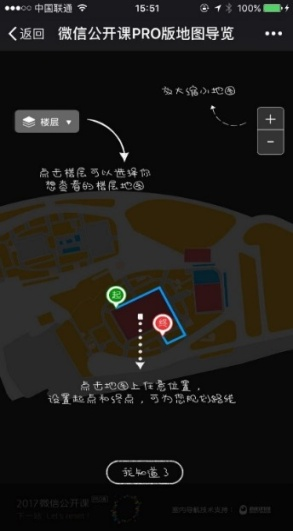 中国联通
15:51
100%
返回
微信公开课PRO版地图导览
放大缩小地图
楼层
+
-
点击楼层可以选择你
想查看的楼层地图
起
终
点击地图上任意位置，
设置起点和终点，可为您规划路线
我知道了
2017微信公开课